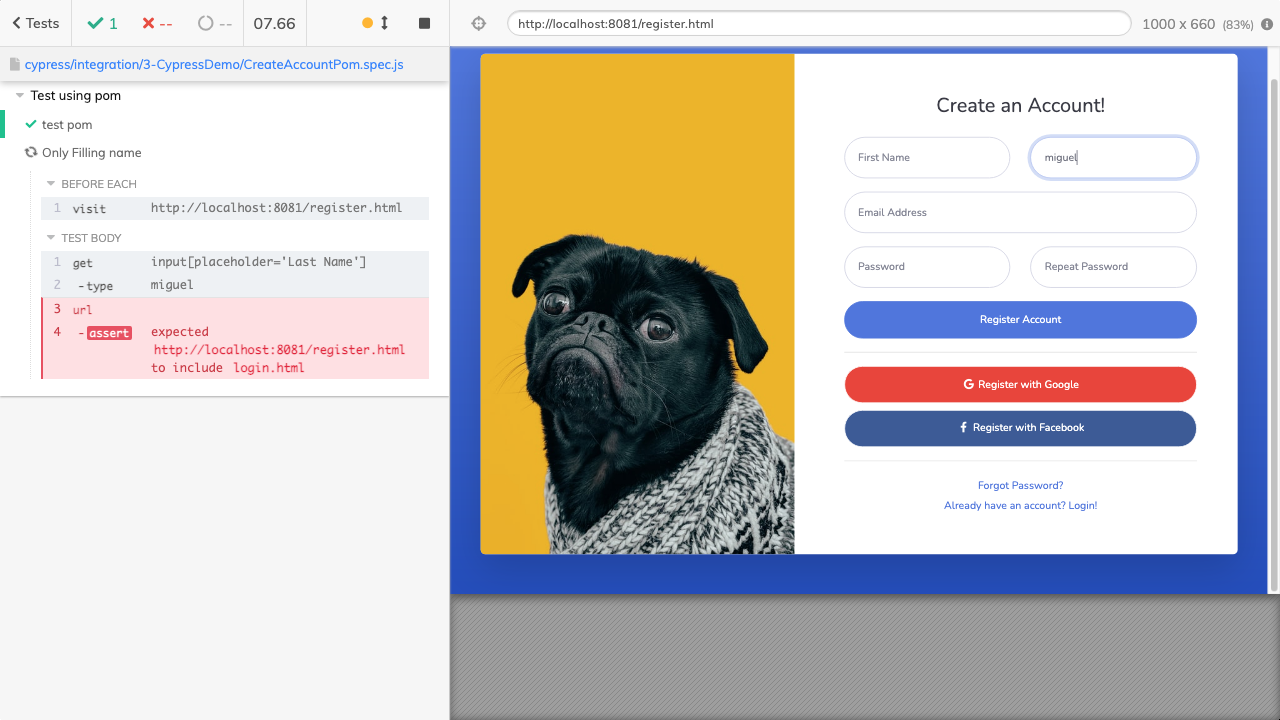 Tests
1
--
--
07.66
http://localhost:8081/register.html
1000 x 660 (83%)
cypress/integration/3-CypressDemo/CreateAccountPom.spec.js
Test using pom
test pom
Only Filling name
BEFORE EACH
1 visit http://localhost:8081/register.html
TEST BODY
1 get input[placeholder='Last Name']
2 -type miguel
3 url
4 -assert expected
http://localhost:8081/register.html
to include login.html
Create an Account!
First Name
miguel
Email Address
Password
Repeat Password
Register Account
G Register with Google
f Register with Facebook
Forgot Password?
Already have an account? Login!